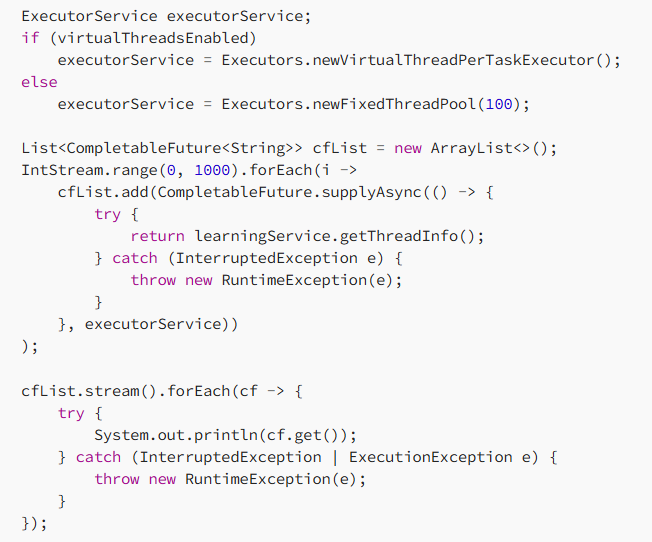 ExecutorService executorService;
if (virtualThreadsEnabled)
    executorService = Executors.newVirtualThreadPerTaskExecutor();
else
    executorService = Executors.newFixedThreadPool(100);

List<CompletableFuture<String>> cfList = new ArrayList<>();
IntStream.range(0, 1000).forEach(i ->
    cfList.add(CompletableFuture.supplyAsync(() -> {
        try {
            return learningService.getThreadInfo();
        } catch (InterruptedException e) {
            throw new RuntimeException(e);
        }
    }, executorService))
);

cfList.stream().forEach(cf -> {
    try {
        System.out.println(cf.get());
    } catch (InterruptedException | ExecutionException e) {
        throw new RuntimeException(e);
    }
});